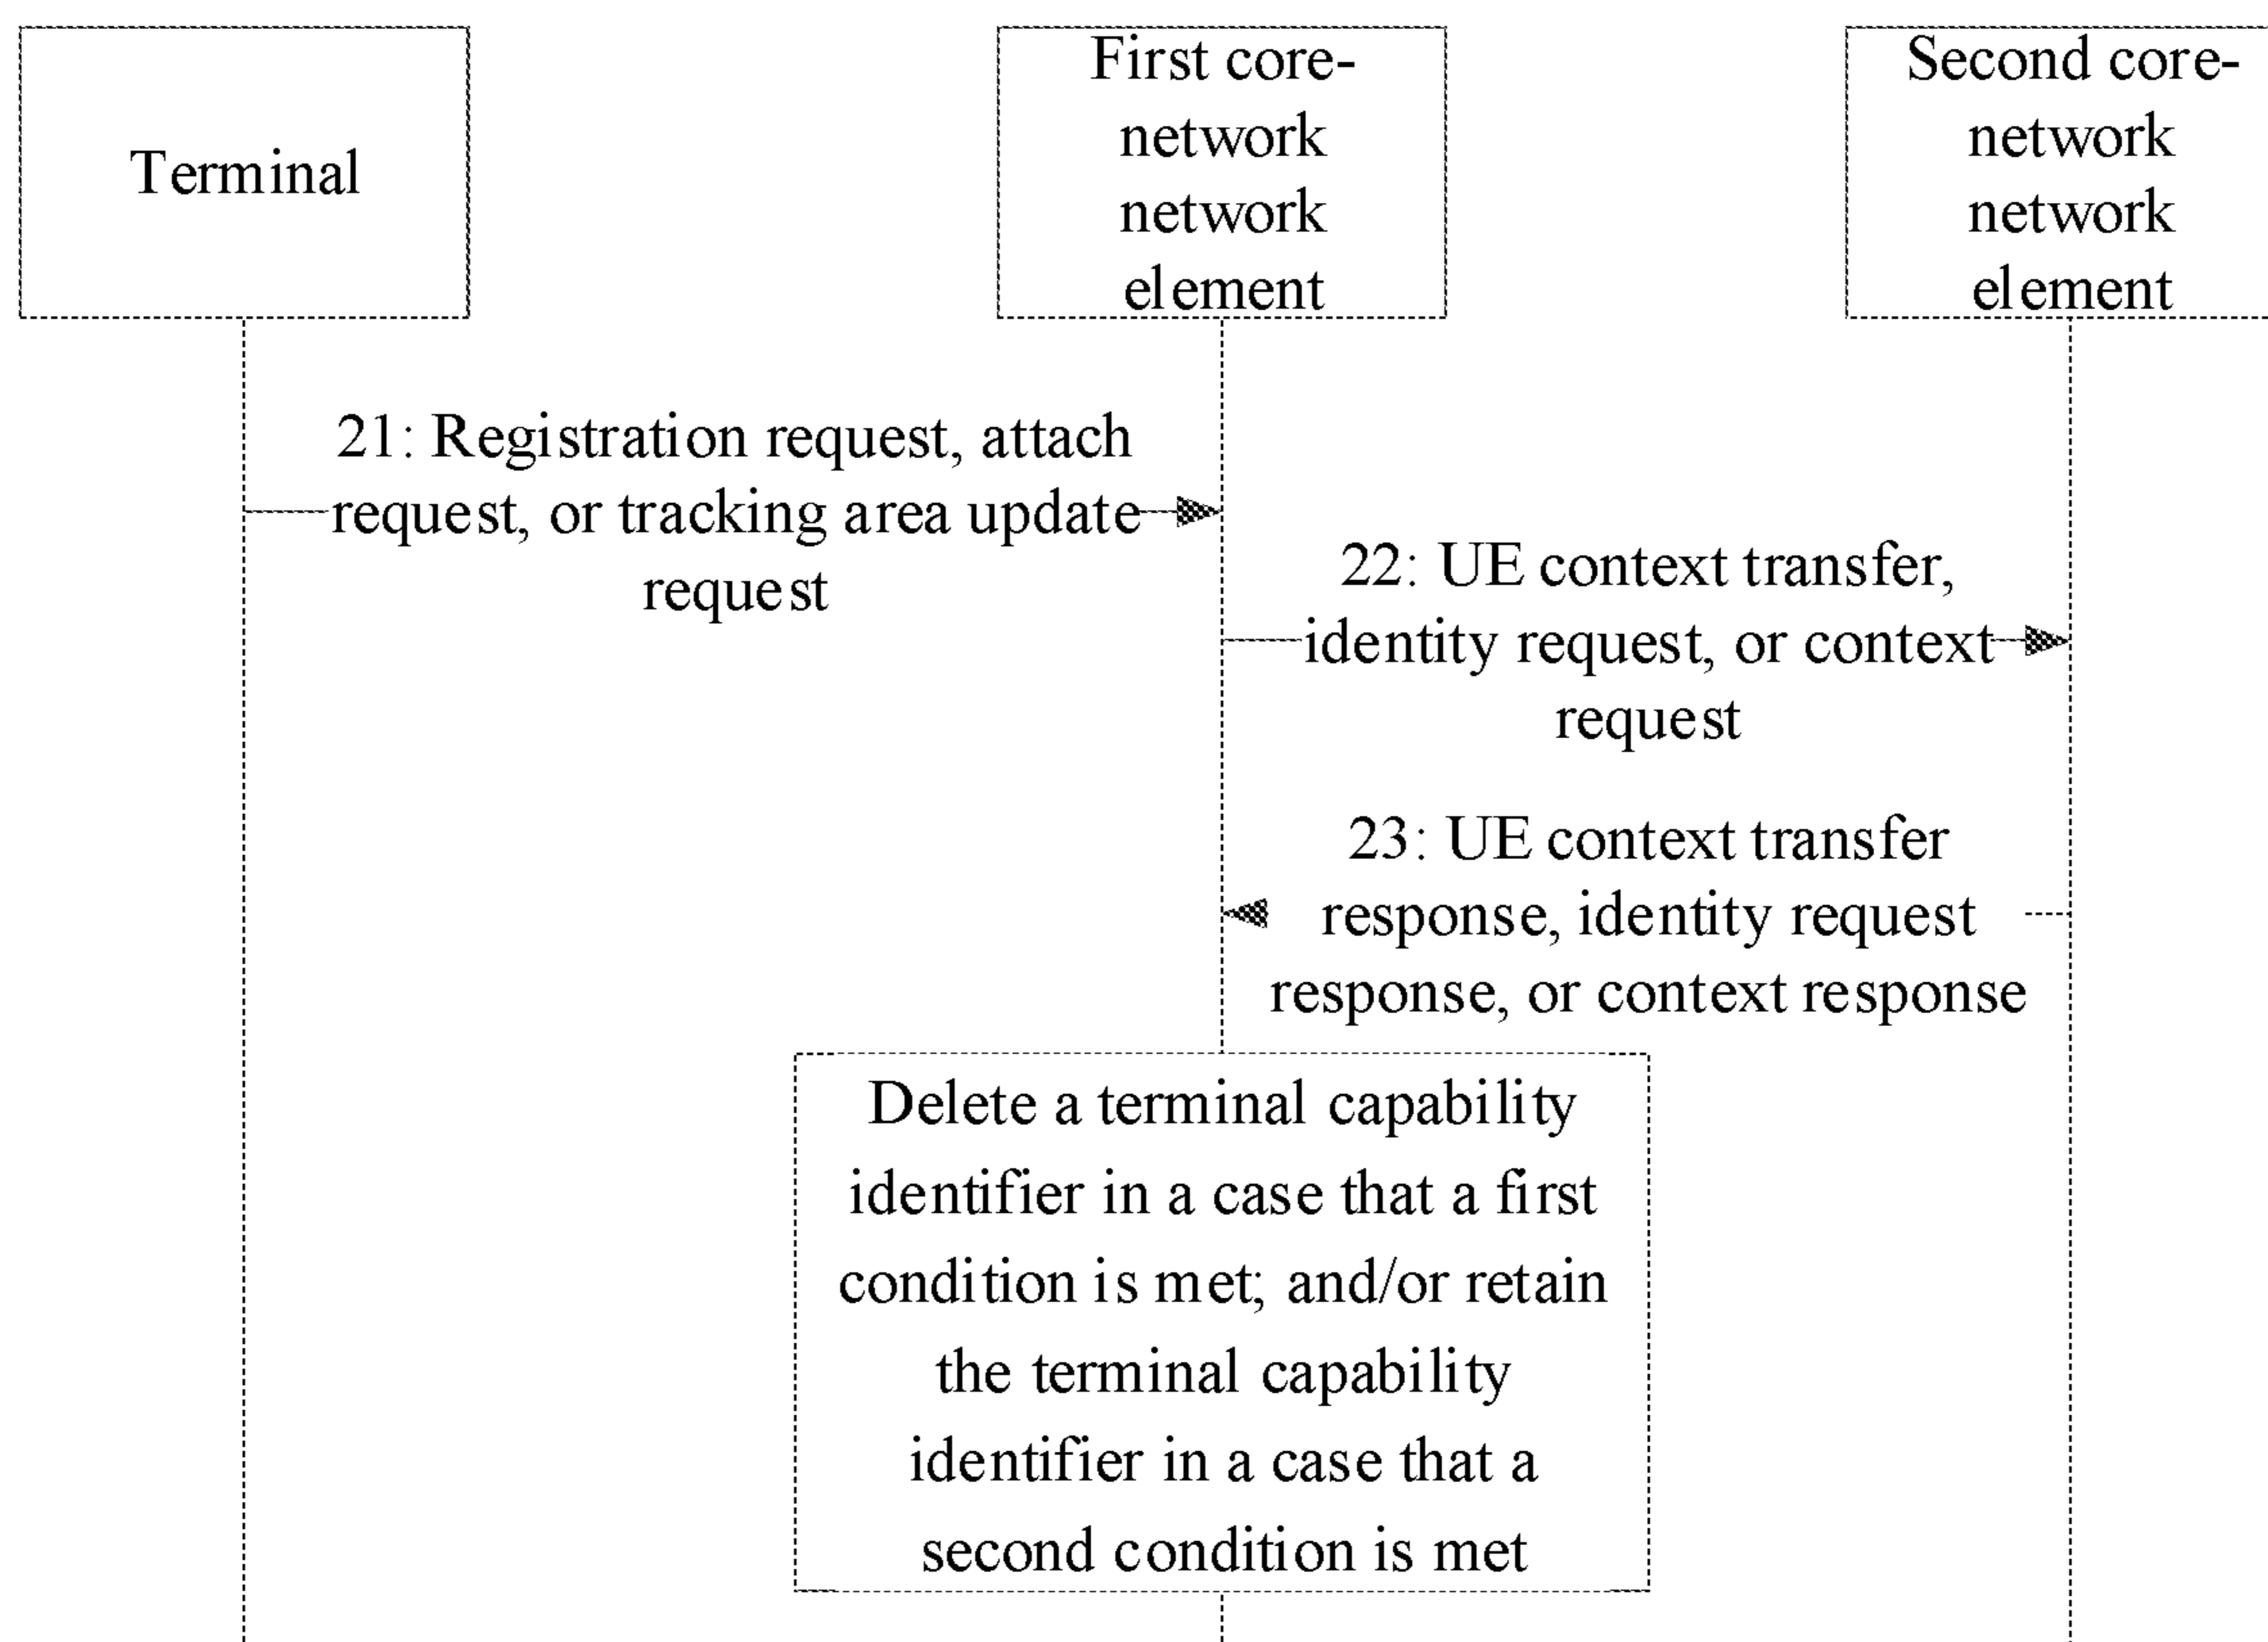 Terminal
First core-
network
network
element
Second core-
network
network
element
21: Registration request, attach
request, or tracking area update
request
22: UE context transfer,
identity request, or context
request
23: UE context transfer
response, identity request
response, or context response
Delete a terminal capability
identifier in a case that a first
condition is met; and/or retain
the terminal capability
identifier in a case that a
second condition is met